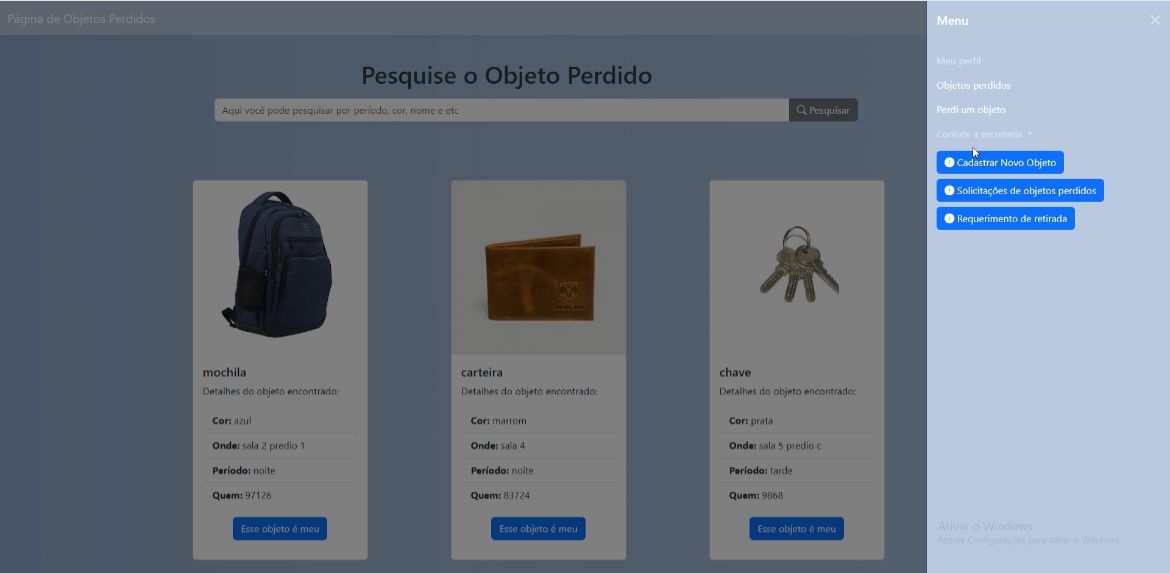 Página de Objetos Perdidos
Pesquise o Objeto Perdido
Aqui você pode pesquisar por período, cor, nome e etc
Pesquisar
mochila
Detalhes do objeto encontrado:
Cor: azul
Onde: sala 2 predio 1
Período: noite
Quem: 97126
Esse objeto é meu
carteira
Detalhes do objeto encontrado:
Cor: marrom
Onde: sala 4
Período: noite
Quem: 83724
Esse objeto é meu
chave
Detalhes do objeto encontrado:
Cor: prata
Onde: sala 5 predio c
Período: tarde
Quem: 9868
Esse objeto é meu
Menu
Meu perfil
Objetos perdidos
Perdi um objeto
Contate a secretaria
Cadastrar Novo Objeto
Solicitações de objetos perdidos
Requerimento de retirada
Ativar o Windows
Acesse Configurações para ativar o Windows.